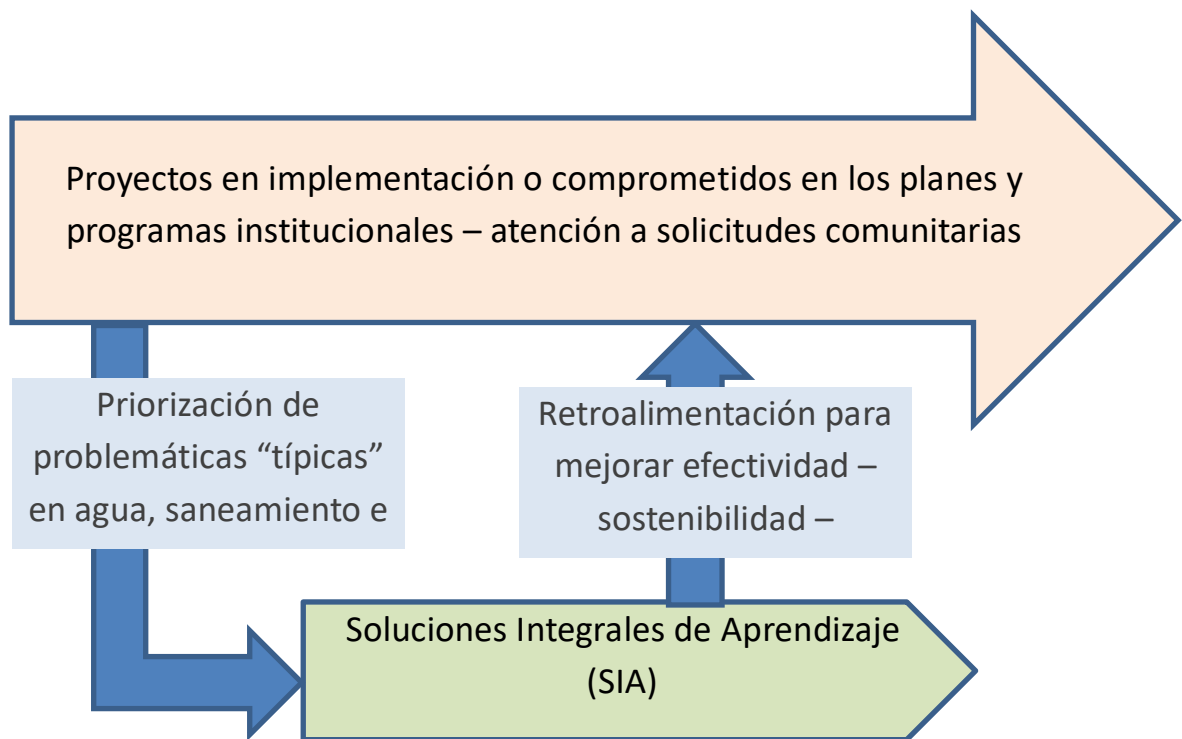 Proyectos en implementación o comprometidos en los planes y
programas institucionales – atención a solicitudes comunitarias
Priorización de
problemáticas “típicas”
en agua, saneamiento e
Retroalimentación para
mejorar efectividad –
sostenibilidad –
Soluciones Integrales de Aprendizaje
(SIA)